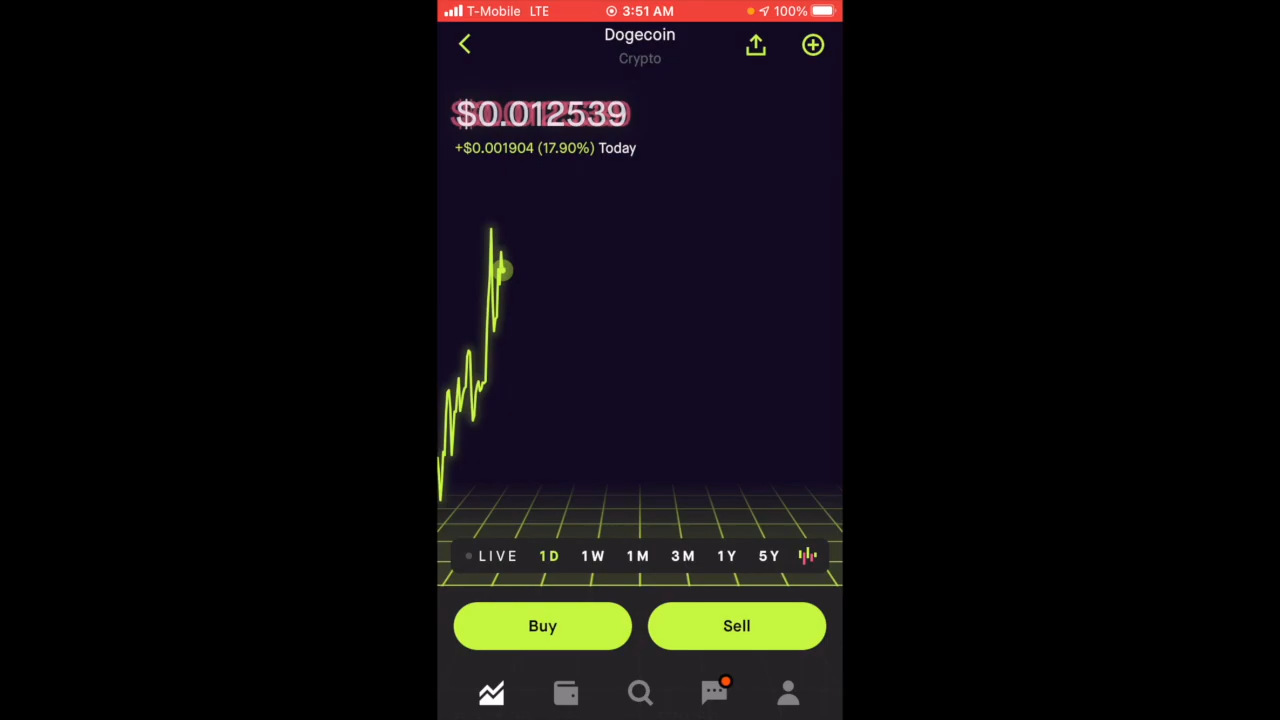 T-Mobile LTE 3:51 AM 100%
Dogecoin
Crypto
$0.012539
+$0.001904 (17.90%) Today
LIVE 1D 1W 1M 3M 1Y 5Y
Buy Sell